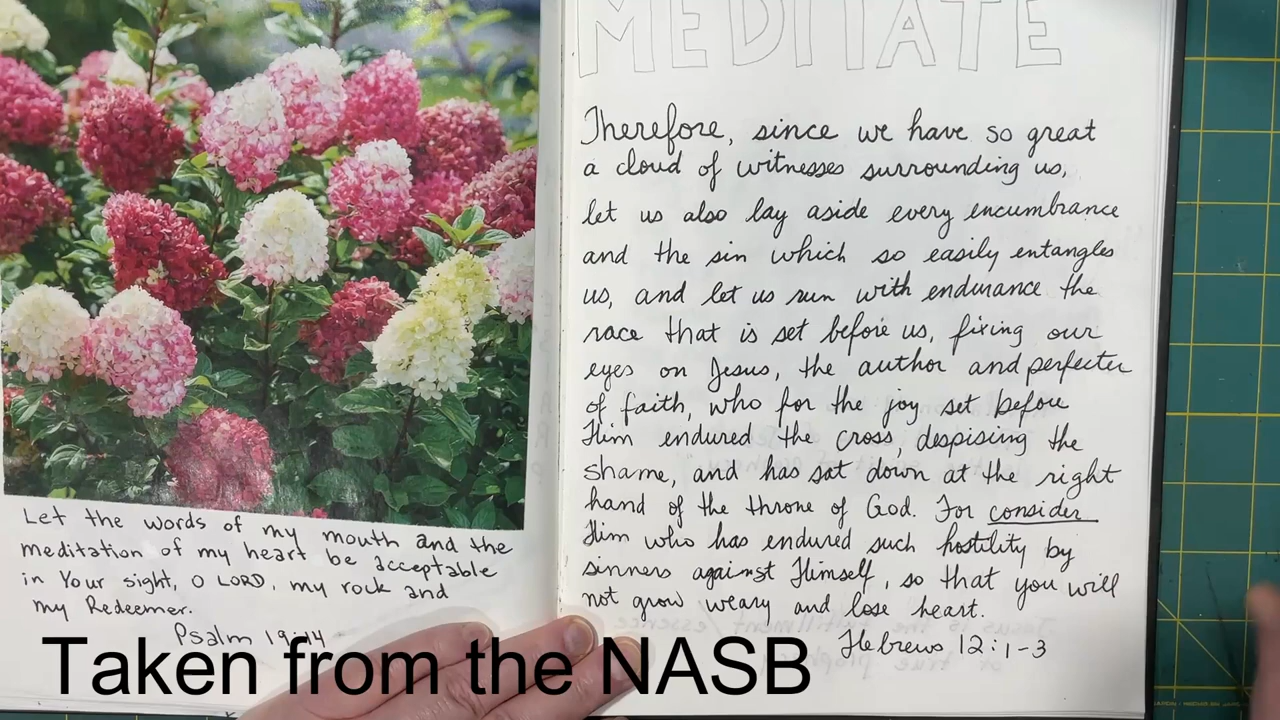 Let the words of my mouth and the
meditation of my heart be acceptable
in Your sight, O LORD, my rock and
my Redeemer.
Psalm 19:14
MEDITATE
Therefore, since we have so great
a cloud of witnesses surrounding us,
let us also lay aside every encumbrance
and the sin which so easily entangles
us, and let us run with endurance the
race that is set before us, fixing our
eyes on Jesus, the author and perfecter
of faith, who for the joy set before
Him endured the cross, despising the
shame, and has sat down at the right
hand of the throne of God. For consider
Him who has endured such hostility by
sinners against Himself, so that you will
not grow weary and lose heart.
Hebrews 12:1-3
Taken from the NASB